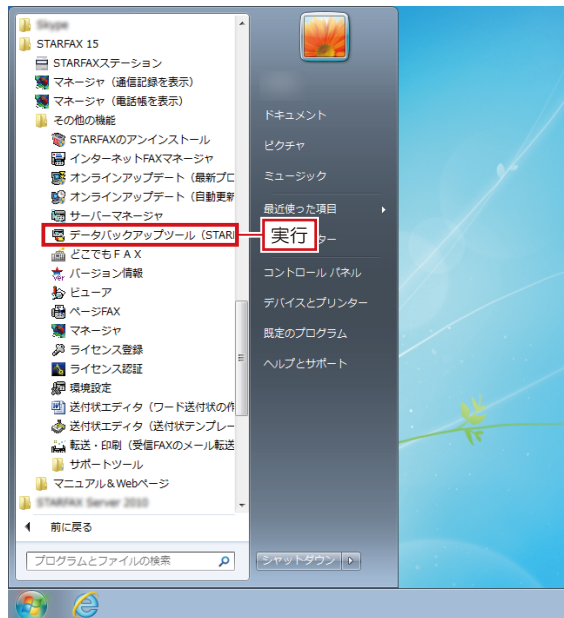 STARFAX 15
STARFAXステーション
マネージャ（通信記録を表示）
マネージャ（電話帳を表示）
その他の機能
STARFAXのアンインストール
インターネットFAXマネージャ
オンラインアップデート（最新プロ
オンラインアップデート（自動更新
サーバーマネージャ
データバックアップツール（STAR
どこでもＦＡＸ
バージョン情報
ビューア
ページFAX
マネージャ
ライセンス登録
ライセンス認証
環境設定
送付状エディタ（ワード送付状の作
送付状エディタ（送付状テンプレー
転送・印刷（受信FAXのメール転送
サポートツール
マニュアル＆Webページ
前に戻る
プログラムとファイルの検索
ドキュメント
ピクチャ
ミュージック
最近使った項目
実行
ター
コントロール パネル
デバイスとプリンター
既定のプログラム
ヘルプとサポート
シャットダウン